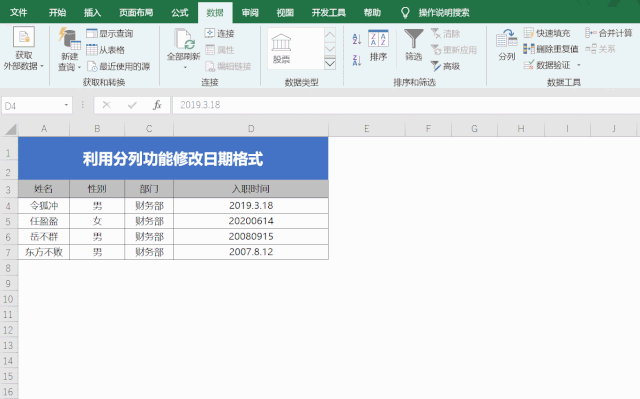 文件 开始 插入 页面布局 公式 数据 审阅 视图 开发工具 帮助 操作说明搜索
获取
外部数据
新建
查询
显示查询
从表格
最近使用的源
获取和转换
全部刷新
连接
属性
编辑链接
连接
股票
数据类型
排序
筛选
清除
重新应用
高级
排序和筛选
分列
快速填充
删除重复值
数据验证
合并计算
关系
数据工具
D4 fx 2019.3.18
A B C D E F G H I J
1
2
利用分列功能修改日期格式
3 姓名 性别 部门 入职时间
4 令狐冲 男 财务部 2019.3.18
5 任盈盈 女 财务部 20200614
6 岳不群 男 财务部 20080915
7 东方不败 男 财务部 2007.8.12
8
9
10
11
12
13
14
15
16